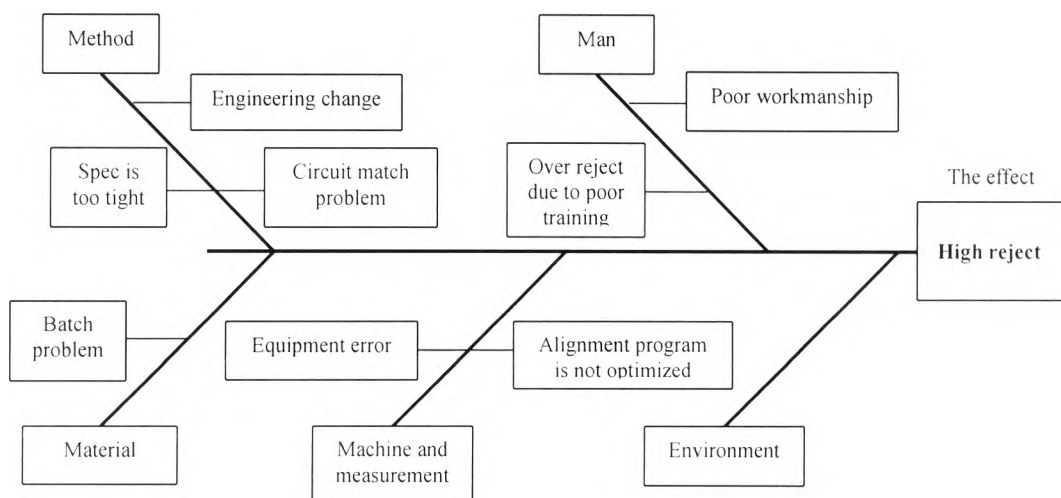 Method
Man
Engineering change
Poor workmanship
Spec is
too tight
Circuit match
problem
Over reject
due to poor
training
The effect
High reject
Batch
problem
Equipment error
Alignment program
is not optimized
Material
Machine and
measurement
Environment